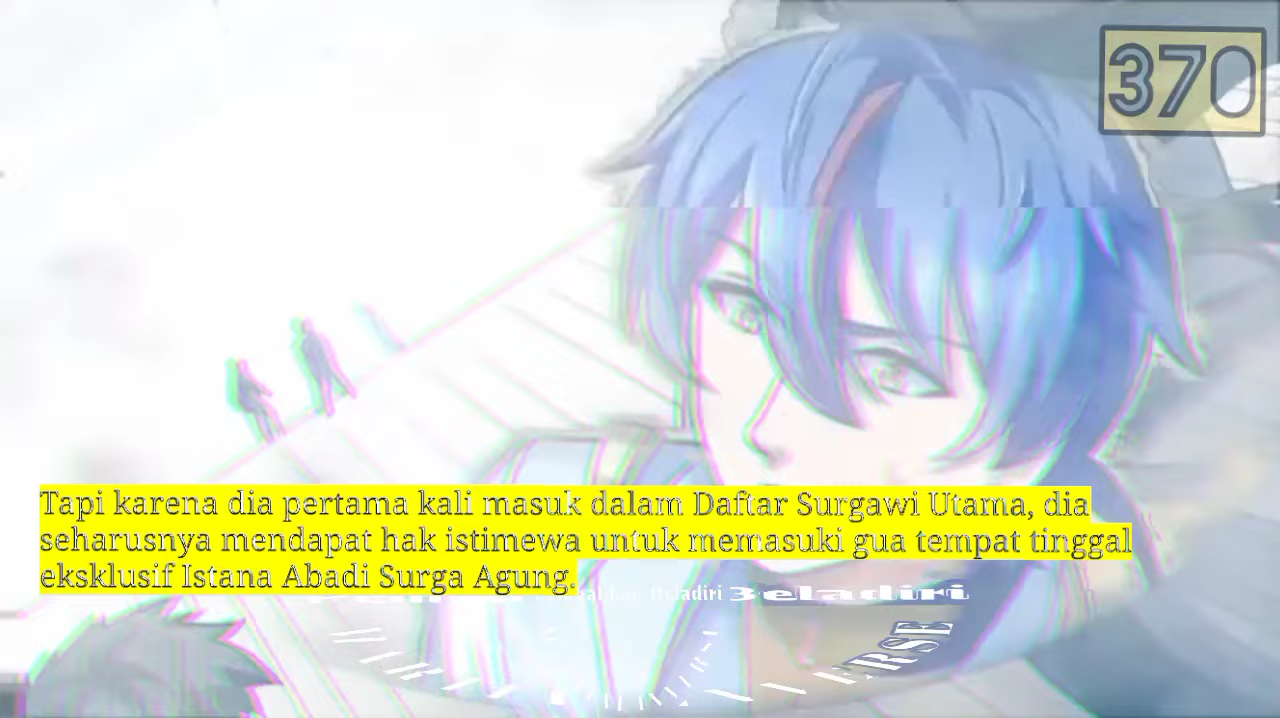 370
Tapi karena dia pertama kali masuk dalam Daftar Surgawi Utama, dia
seharusnya mendapat hak istimewa untuk memasuki gua tempat tinggal
eksklusif Istana Abadi Surga Agung.
Beladiri